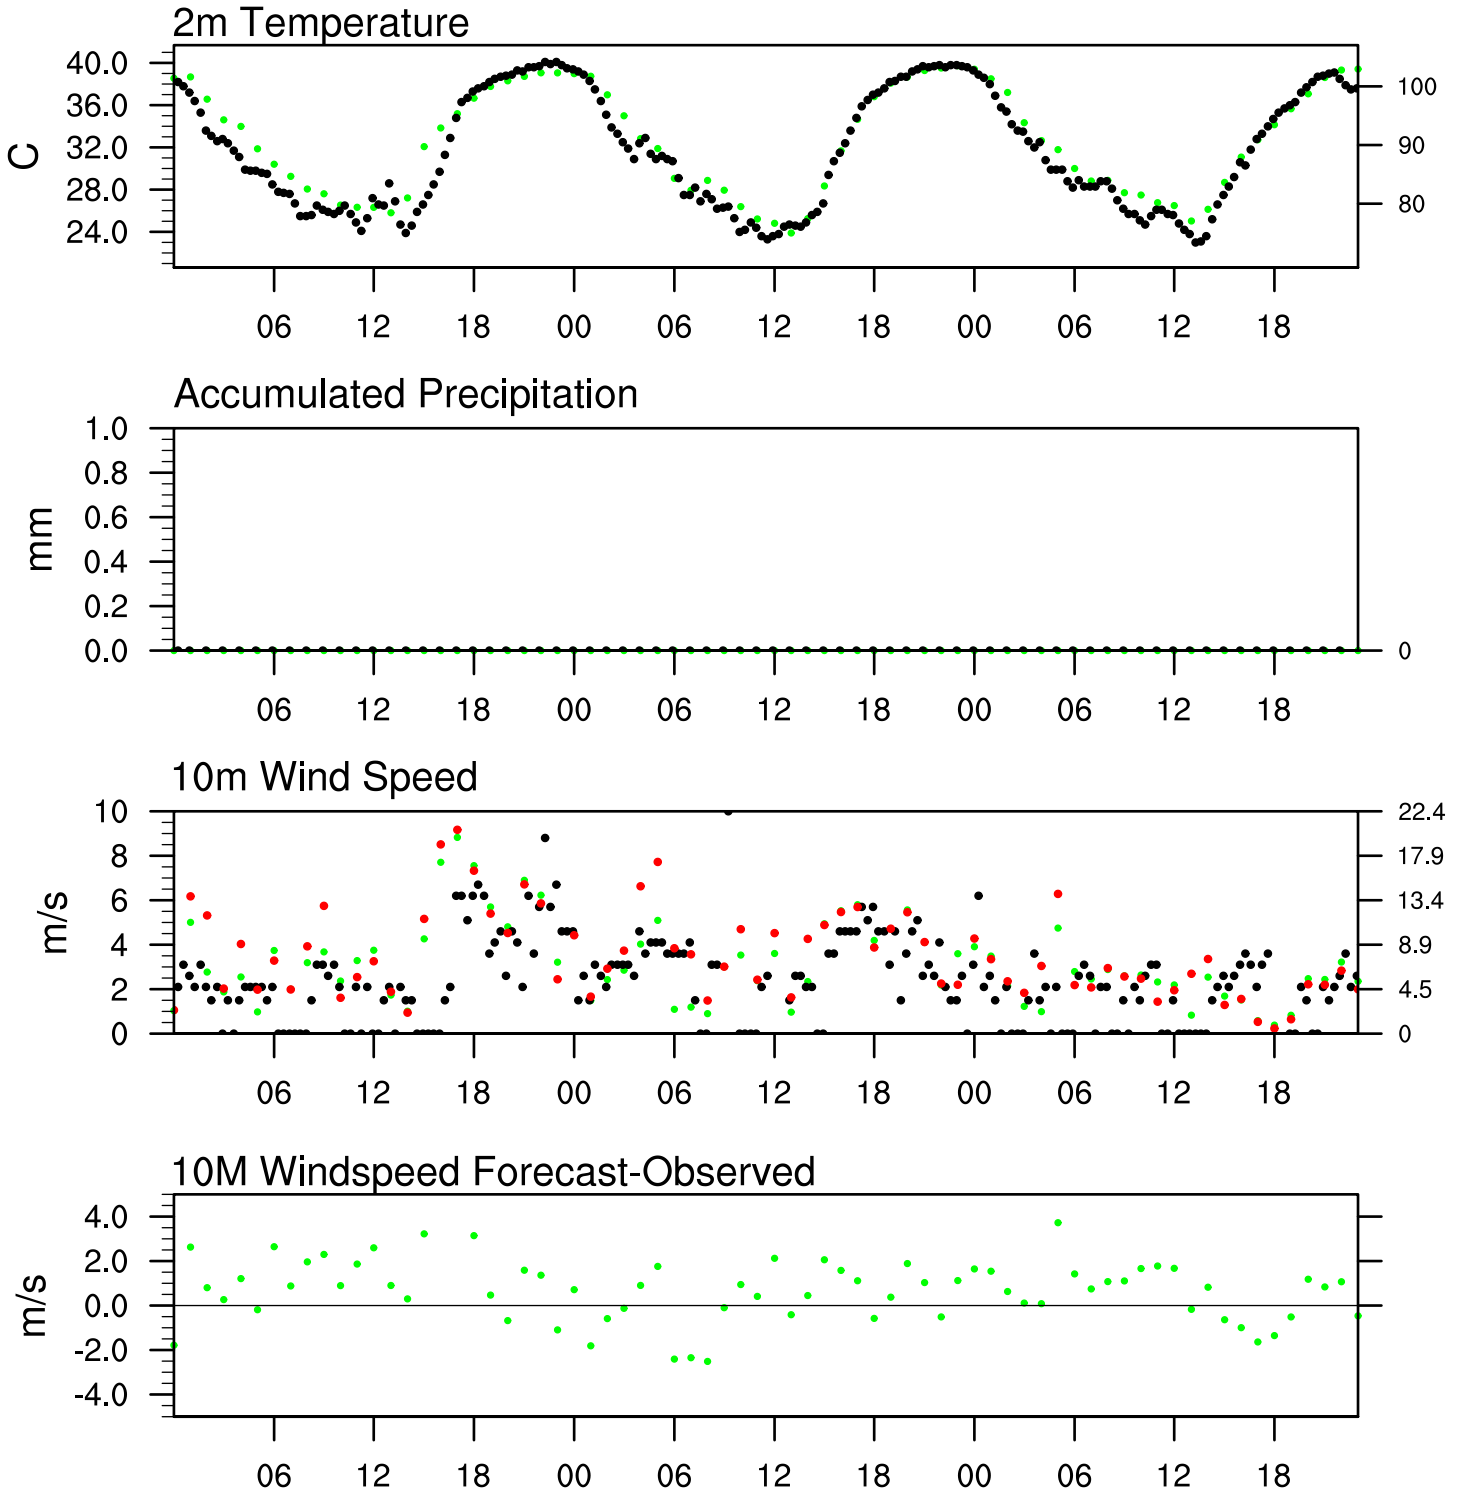 2m Temperature
40.0
36.0
32.0
28.0
24.0
C
100
90
80
06 12 18 00 06 12 18 00 06 12 18
Accumulated Precipitation
1.0
0.8
0.6
0.4
0.2
0.0
mm
0
06 12 18 00 06 12 18 00 06 12 18
10m Wind Speed
10
8
6
4
2
0
m/s
22.4
17.9
13.4
8.9
4.5
0
06 12 18 00 06 12 18 00 06 12 18
10M Windspeed Forecast-Observed
4.0
2.0
0.0
-2.0
-4.0
m/s
06 12 18 00 06 12 18 00 06 12 18